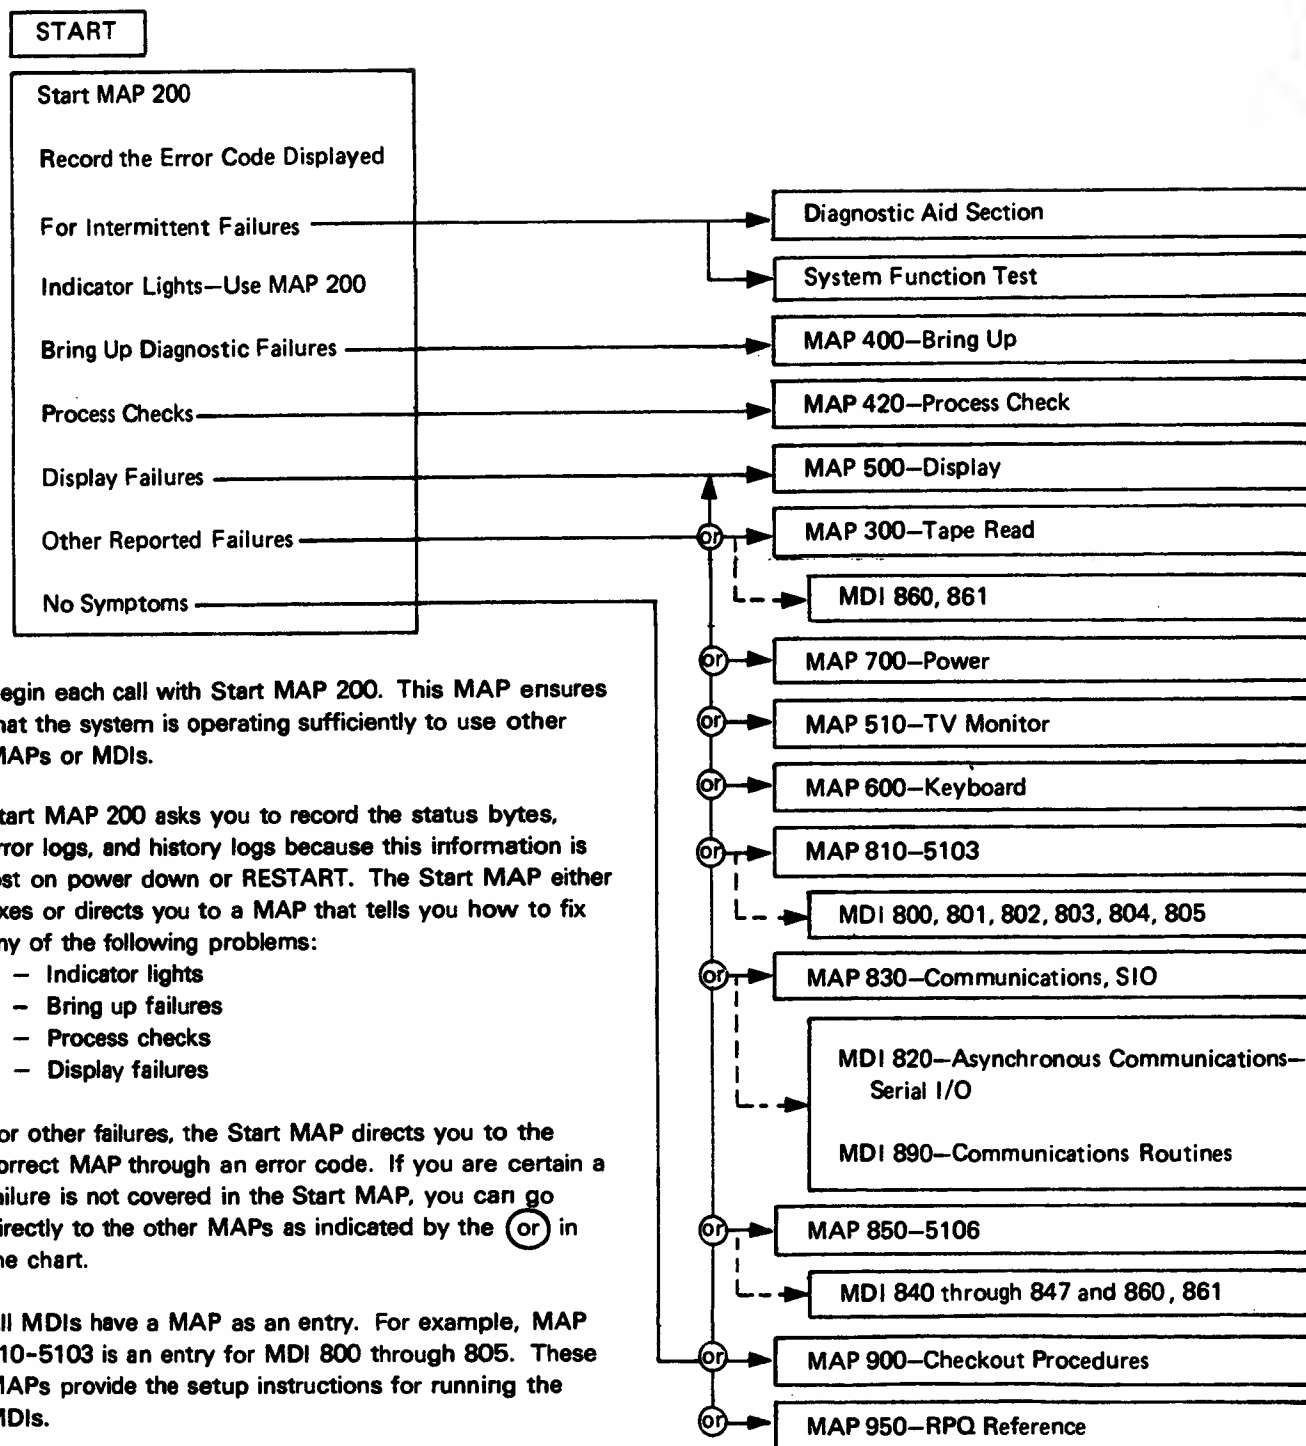 START
Start MAP 200
Record the Error Code Displayed
For Intermittent Failures
Indicator Lights—Use MAP 200
Bring Up Diagnostic Failures
Process Checks
Display Failures
Other Reported Failures
No Symptoms
Diagnostic Aid Section
System Function Test
MAP 400—Bring Up
MAP 420—Process Check
MAP 500—Display
or
MAP 300—Tape Read
MDI 860, 861
or
MAP 700—Power
or
MAP 510—TV Monitor
or
MAP 600—Keyboard
or
MAP 810-5103
MDI 800, 801, 802, 803, 804, 805
or
MAP 830—Communications, SIO
MDI 820—Asynchronous Communications—
Serial I/O
MDI 890—Communications Routines
or
MAP 850-5106
MDI 840 through 847 and 860, 861
or
MAP 900—Checkout Procedures
or
MAP 950—RPQ Reference
egin each call with Start MAP 200. This MAP ensures
hat the system is operating sufficiently to use other
MAPs or MDIs.
tart MAP 200 asks you to record the status bytes,
rror logs, and history logs because this information is
ost on power down or RESTART. The Start MAP either
xes or directs you to a MAP that tells you how to fix
ny of the following problems:
– Indicator lights
– Bring up failures
– Process checks
– Display failures
or other failures, the Start MAP directs you to the
orrect MAP through an error code. If you are certain a
ailure is not covered in the Start MAP, you can go
irectly to the other MAPs as indicated by the or in
he chart.
ll MDIs have a MAP as an entry. For example, MAP
10-5103 is an entry for MDI 800 through 805. These
MAPs provide the setup instructions for running the
MDIs.